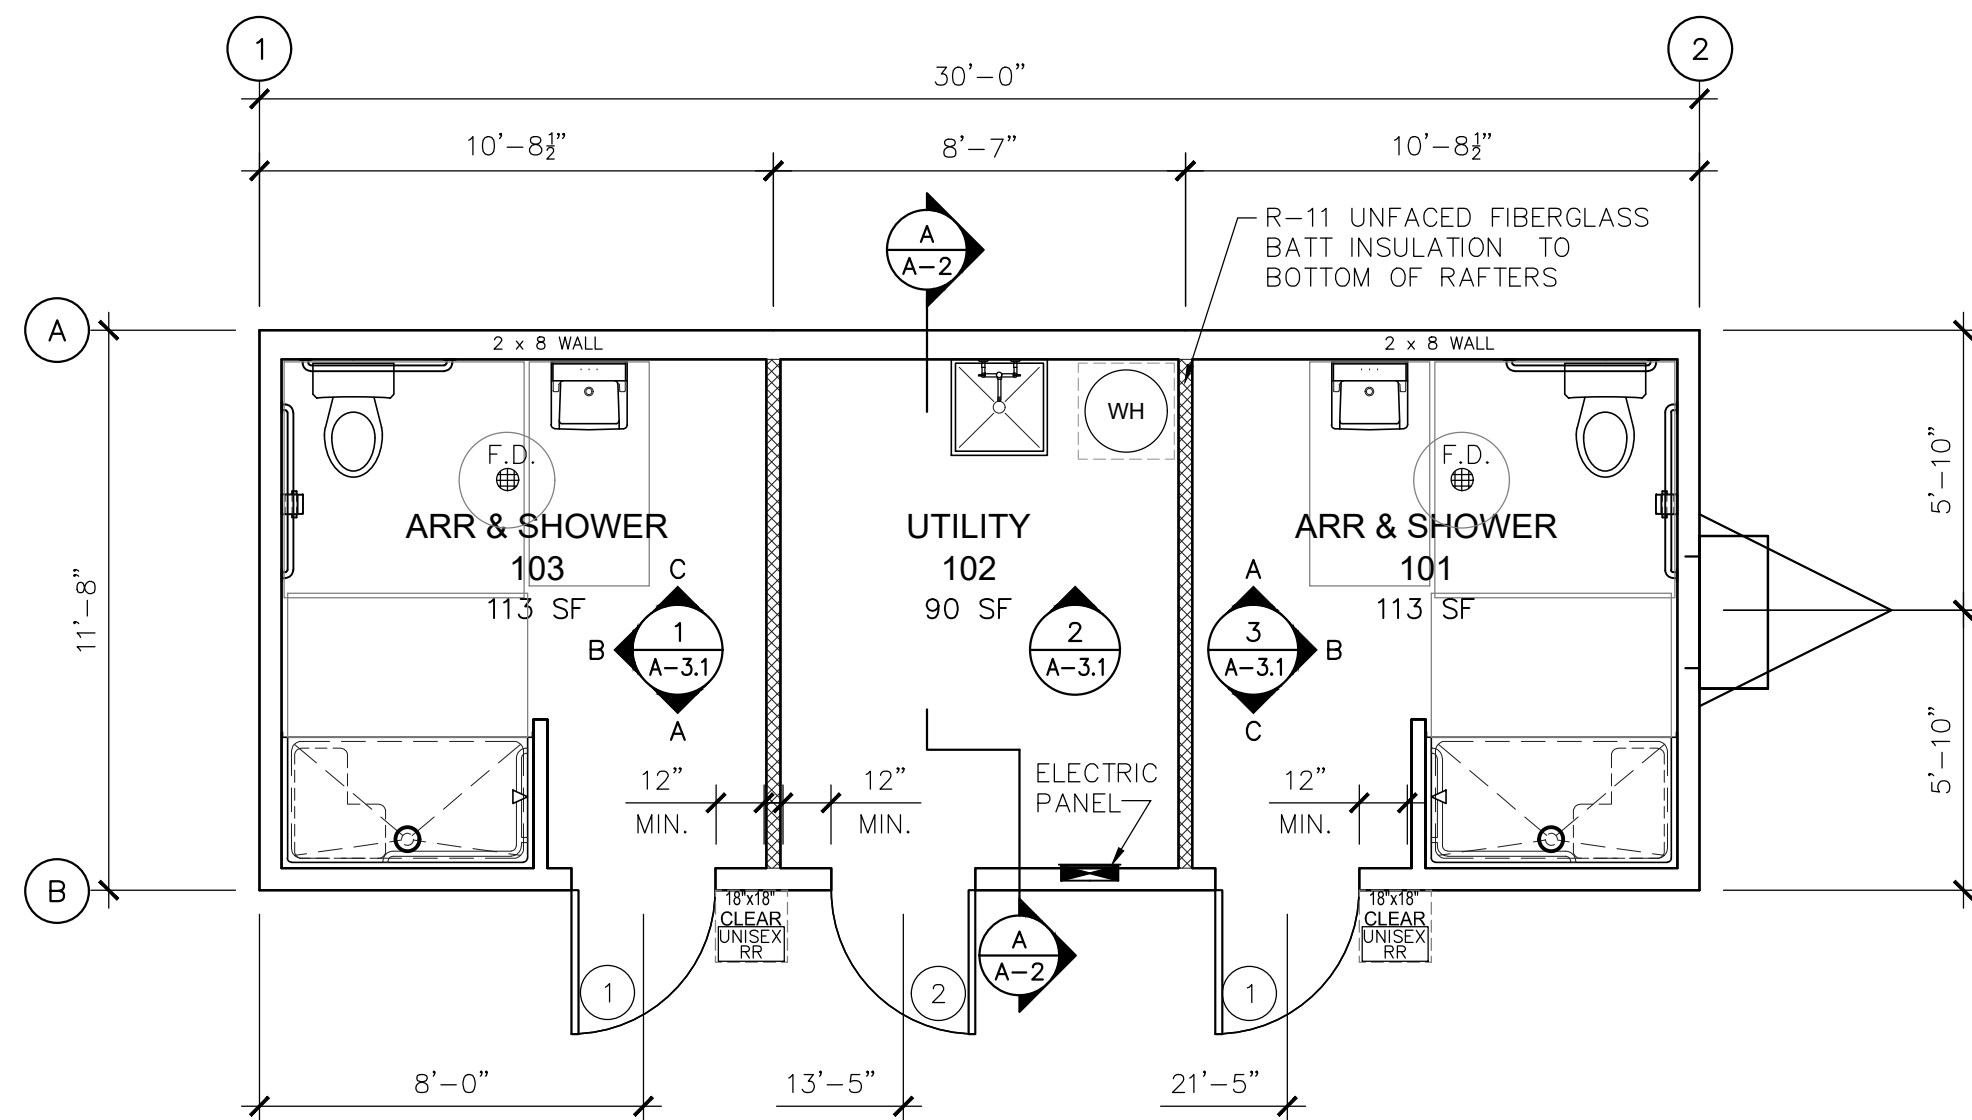 1
2
30'-0"
10'-8½"
8'-7"
10'-8½"
R-11 UNFACED FIBERGLASS
BATT INSULATION TO
BOTTOM OF RAFTERS
A
A-2
A
2 x 8 WALL
2 x 8 WALL
WH
F.D.
F.D.
5'-10"
ARR & SHOWER
103
113 SF
UTILITY
102
90 SF
ARR & SHOWER
101
113 SF
11'-8"
C
B
1
A-3.1
A
2
A-3.1
A
3
A-3.1
B
C
5'-10"
12"
MIN.
12"
MIN.
ELECTRIC
PANEL
12"
MIN.
B
18"x18"
CLEAR
UNISEX
RR
18"x18"
CLEAR
UNISEX
RR
A
A-2
1
2
1
8'-0"
13'-5"
21'-5"